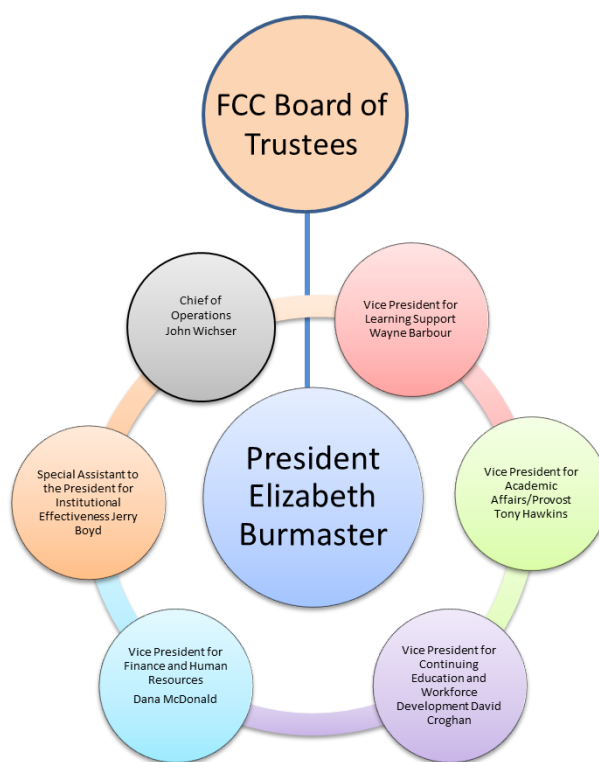 FCC Board of
Trustees
Chief of
Operations
John Wichser
Vice President for
Learning Support
Wayne Barbour
Special Assistant to
the President for
Institutional
Effectiveness Jerry
Boyd
President
Elizabeth
Burmaster
Vice President for
Academic
Affairs/Provost
Tony Hawkins
Vice President for
Finance and Human
Resources
Dana McDonald
Vice President for
Continuing
Education and
Workforce
Development David
Croghan